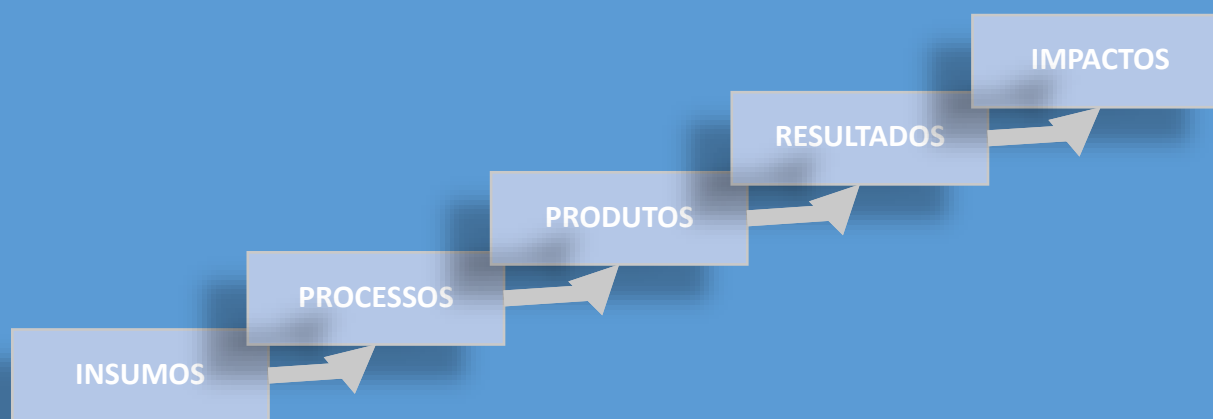 IMPACTOS
RESULTADOS
PRODUTOS
PROCESSOS
INSUMOS